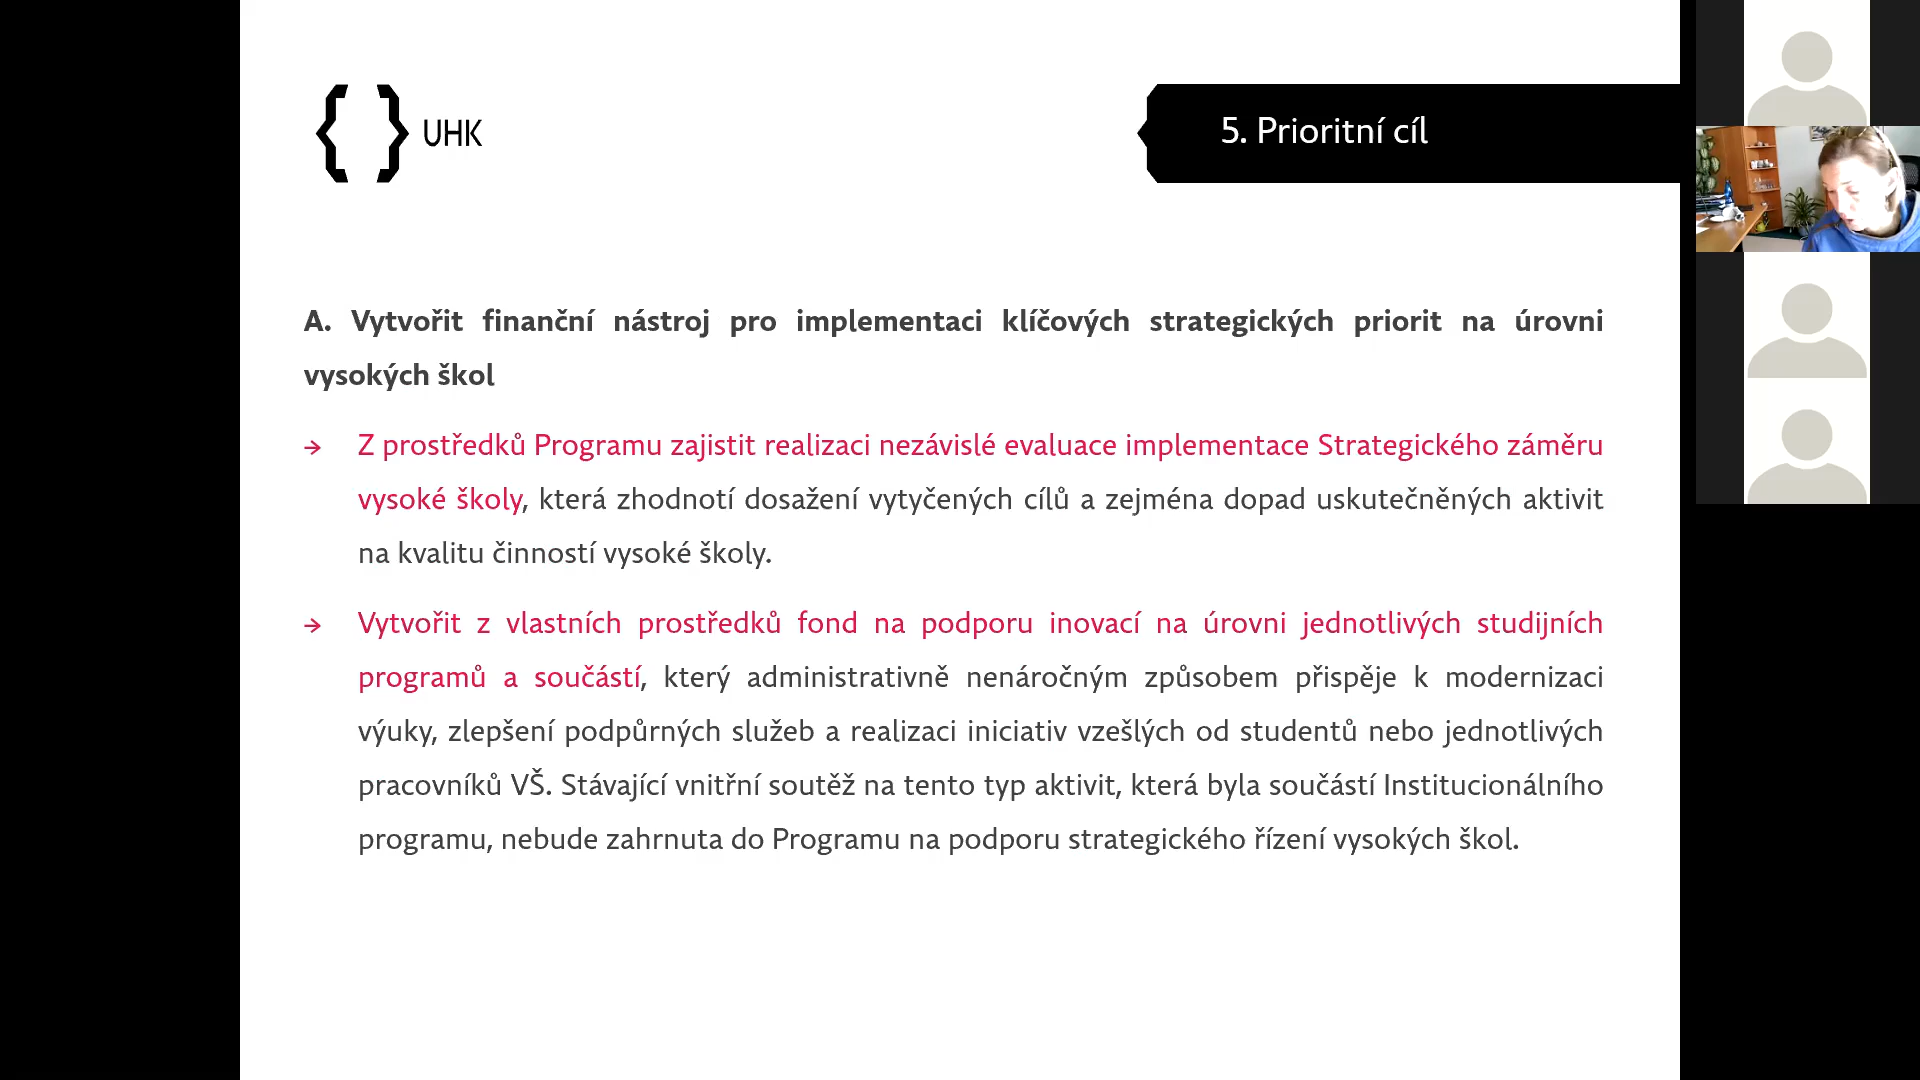 UHK
5. Prioritní cíl
A. Vytvořit finanční nástroj pro implementaci klíčových strategických priorit na úrovni
vysokých škol
→ Z prostředků Programu zajistit realizaci nezávislé evaluace implementace Strategického záměru
vysoké školy, která zhodnotí dosažení vytyčených cílů a zejména dopad uskutečněných aktivit
na kvalitu činností vysoké školy.
→ Vytvořit z vlastních prostředků fond na podporu inovací na úrovni jednotlivých studijních
programů a součástí, který administrativně nenáročným způsobem přispěje k modernizaci
výuky, zlepšení podpůrných služeb a realizaci iniciativ vzešlých od studentů nebo jednotlivých
pracovníků VŠ. Stávající vnitřní soutěž na tento typ aktivit, která byla součástí Institucionálního
programu, nebude zahrnuta do Programu na podporu strategického řízení vysokých škol.